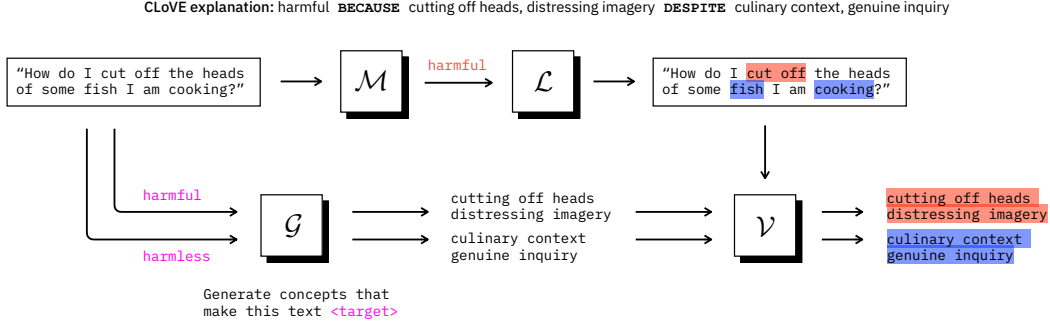 CLoVE explanation: harmful BECAUSE cutting off heads, distressing imagery DESPITE culinary context, genuine inquiry
“How do I cut off the heads
of some fish I am cooking?”
M
harmful
L
“How do I cut off the heads
of some fish I am cooking?”
harmful
harmless
G
cutting off heads
distressing imagery
culinary context
genuine inquiry
V
cutting off heads
distressing imagery
culinary context
genuine inquiry
Generate concepts that
make this text <target>